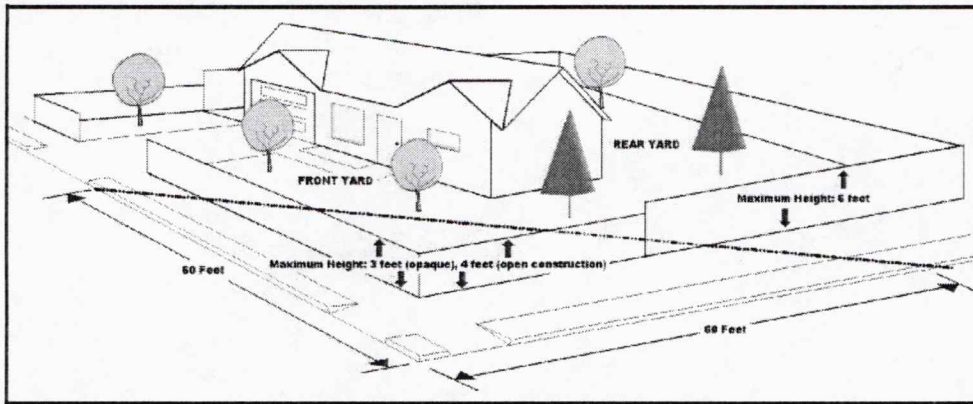 REAR YARD
FRONT YARD
Maximum Height: 6 feet
Maximum Height: 3 feet (opaque), 4 feet (open construction)
60 Feet
60 Feet